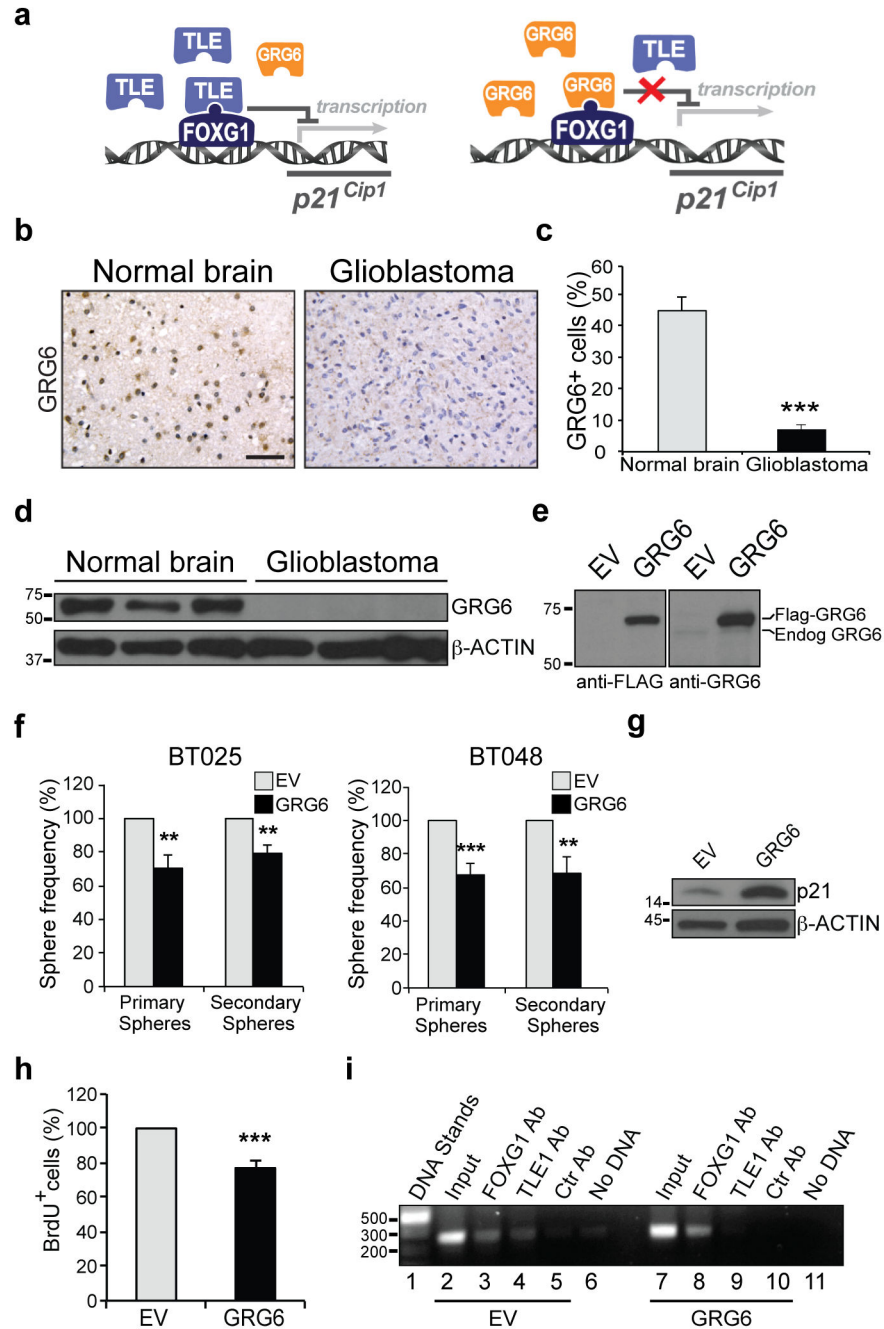 a
TLE
TLE
TLE
GRG6
FOXG1
transcription
p21 Cip1
GRG6
GRG6
GRG6
TLE
FOXG1
transcription
p21 Cip1
b
Normal brain
Glioblastoma
GRG6
c
GRG6+ cells (%)
60
50
40
30
20
10
0
***
Normal brain
Glioblastoma
d
Normal brain
Glioblastoma
75
50
GRG6
37
β-ACTIN
e
EV
GRG6
EV
GRG6
75
50
Flag-GRG6
Endog GRG6
anti-FLAG
anti-GRG6
f
BT025
EV
GRG6
Sphere frequency (%)
120
100
80
60
40
20
0
**
**
Primary
Spheres
Secondary
Spheres
BT048
EV
GRG6
Sphere frequency (%)
120
100
80
60
40
20
0
***
**
Primary
Spheres
Secondary
Spheres
g
EV
GRG6
14
p21
45
β-ACTIN
h
BrdU+cells (%)
120
100
80
60
40
20
0
***
EV
GRG6
i
DNA Stands
Input
FOXG1 Ab
TLE1 Ab
Ctr Ab
No DNA
Input
FOXG1 Ab
TLE1 Ab
Ctr Ab
No DNA
500
300
200
1 2 3 4 5 6 7 8 9 10 11
EV
GRG6